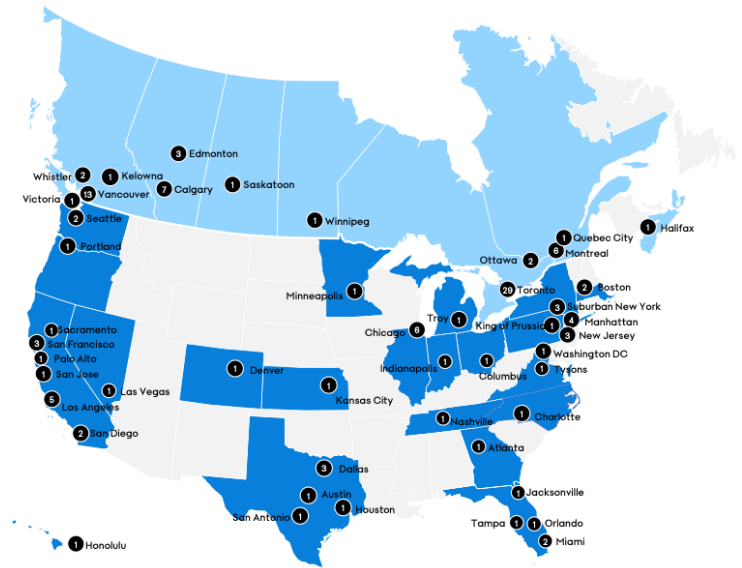 3 Edmonton
Whistler 2
1 Kelowna
13 Vancouver
7 Calgary
1 Saskatoon
Victoria 1
2 Seattle
1 Winnipeg
1 Halifax
1 Quebec City
6 Montreal
Ottawa 2
1 Portland
29 Toronto
2 Boston
Minneapolis 1
3 Suburban New York
Troy 1
4 Manhattan
King of Prussia 1
3 New Jersey
Chicago 6
1 Sacramento
3 San Francisco
1 Palo Alto
1 San Jose
1 Washington DC
1 Tysons
Indianapolis 1
1 Columbus
1 Denver
1 Kansas City
1 Las Vegas
5 Los Angeles
2 San Diego
1 Nashville
1 Charlotte
1 Atlanta
3 Dallas
1 Austin
1 Houston
San Antonio 1
1 Jacksonville
Tampa 1
1 Orlando
2 Miami
1 Honolulu